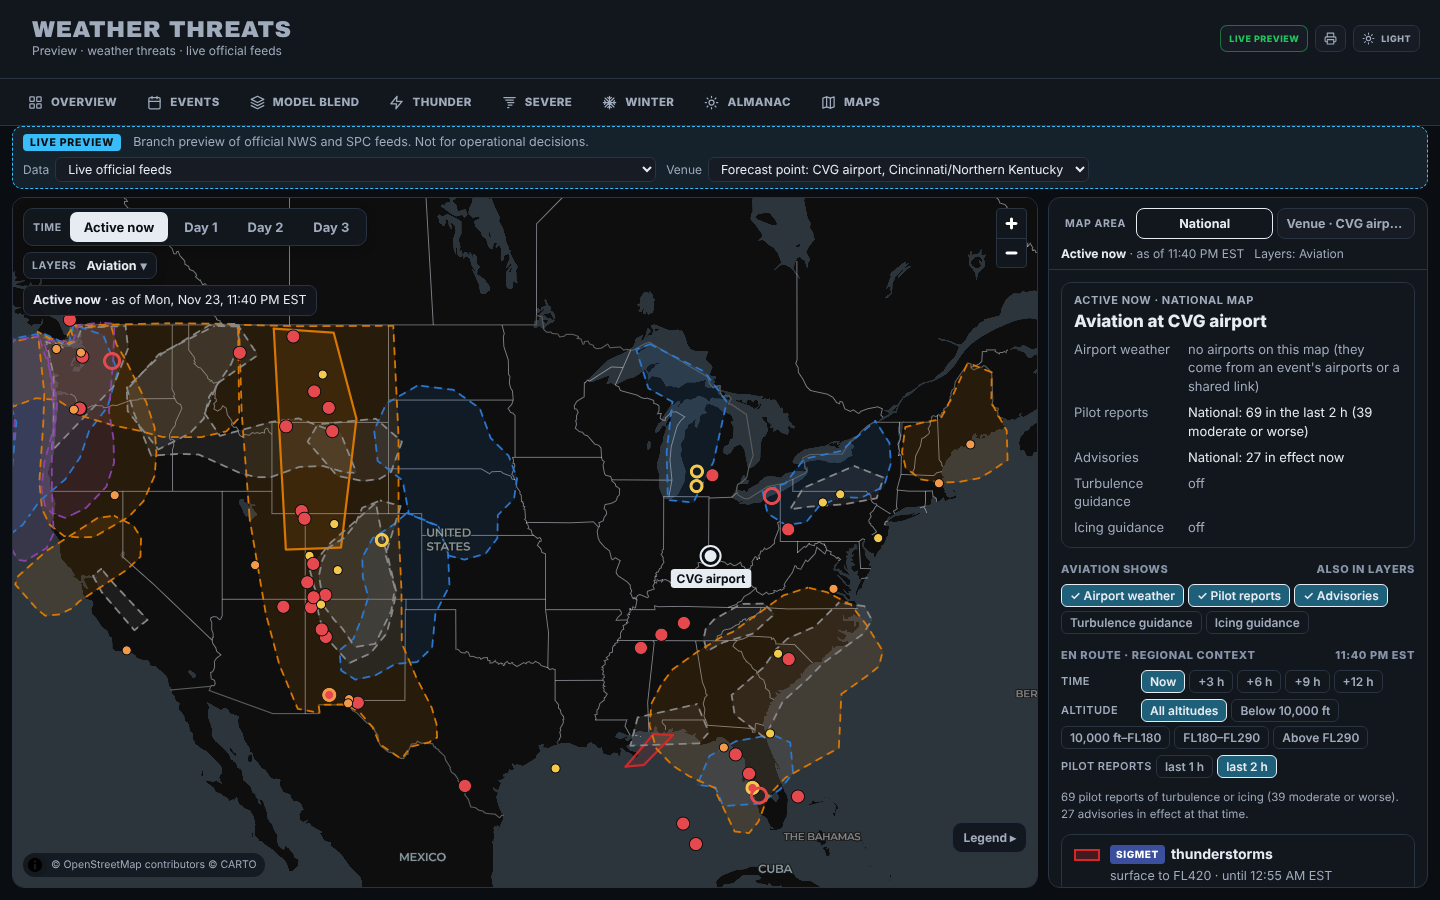 WEATHER THREATS
Preview · weather threats · live official feeds
LIVE PREVIEW
LIGHT
OVERVIEW
EVENTS
MODEL BLEND
THUNDER
SEVERE
WINTER
ALMANAC
MAPS
LIVE PREVIEW Branch preview of official NWS and SPC feeds. Not for operational decisions.
Data Live official feeds
Venue Forecast point: CVG airport, Cincinnati/Northern Kentucky
TIME Active now Day 1 Day 2 Day 3
LAYERS Aviation ▾
Active now · as of Mon, Nov 23, 11:40 PM EST
+
−
UNITED
STATES
CVG airport
BER
THE BAHAMAS
MEXICO
CUBA
Legend ▸
© OpenStreetMap contributors © CARTO
MAP AREA National Venue · CVG airp...
Active now · as of 11:40 PM EST Layers: Aviation
ACTIVE NOW · NATIONAL MAP
Aviation at CVG airport
Airport weather no airports on this map (they
come from an event's airports or a
shared link)
Pilot reports National: 69 in the last 2 h (39
moderate or worse)
Advisories National: 27 in effect now
Turbulence off
guidance
Icing guidance off
AVIATION SHOWS ALSO IN LAYERS
✓ Airport weather ✓ Pilot reports ✓ Advisories
Turbulence guidance Icing guidance
EN ROUTE · REGIONAL CONTEXT 11:40 PM EST
TIME Now +3 h +6 h +9 h +12 h
ALTITUDE All altitudes Below 10,000 ft
10,000 ft–FL180 FL180–FL290 Above FL290
PILOT REPORTS last 1 h last 2 h
69 pilot reports of turbulence or icing (39 moderate or worse).
27 advisories in effect at that time.
SIGMET thunderstorms
surface to FL420 · until 12:55 AM EST